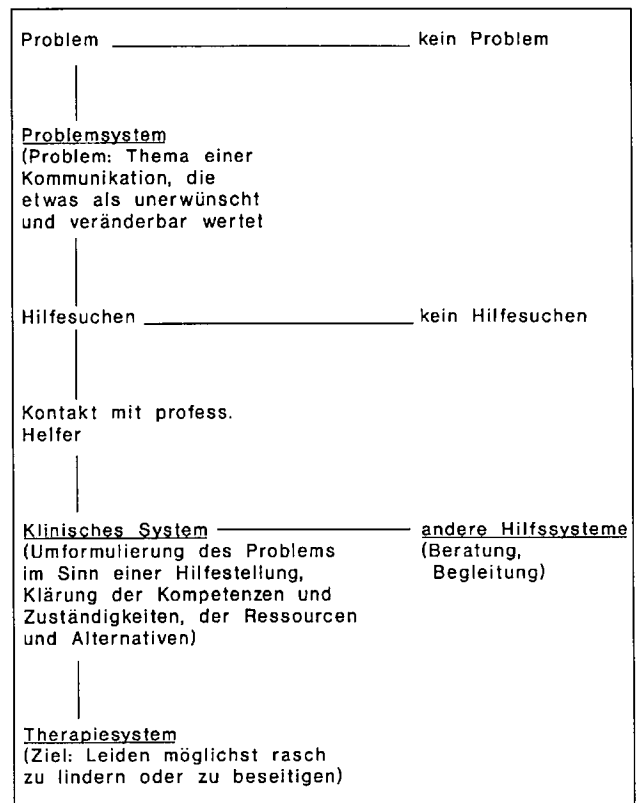 Problem kein Problem
Problemsystem
(Problem: Thema einer
Kommunikation, die
etwas als unerwünscht
und veränderbar wertet
Hilfesuchen kein Hilfesuchen
Kontakt mit profess.
Helfer
Klinisches System andere Hilfssysteme
(Umformulierung des Problems (Beratung,
im Sinn einer Hilfestellung, Begleitung)
Klärung der Kompetenzen und
Zuständigkeiten, der Ressourcen
und Alternativen)
Therapiesystem
(Ziel: Leiden möglichst rasch
zu lindern oder zu beseitigen)